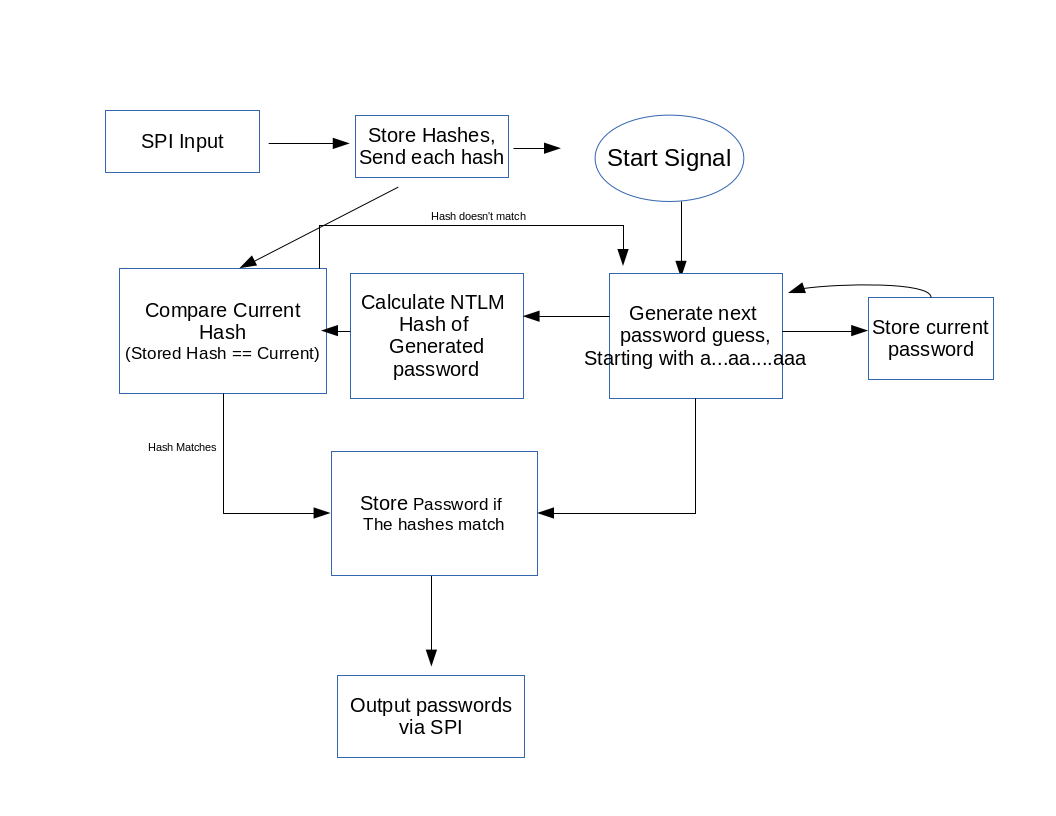 SPI Input
Store Hashes,
Send each hash
Start Signal
Hash doesn't match
Compare Current
Hash
(Stored Hash == Current)
Calculate NTLM
Hash of
Generated
password
Generate next
password guess,
Starting with a...aa....aaa
Store current
password
Hash Matches
Store Password if
The hashes match
Output passwords
via SPI